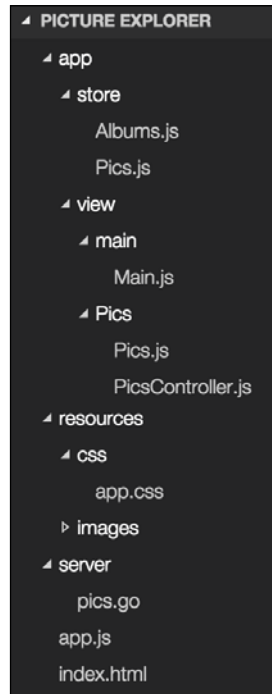 PICTURE EXPLORER
app
store
Albums.js
Pics.js
view
main
Main.js
Pics
Pics.js
PicsController.js
resources
css
app.css
images
server
pics.go
app.js
index.html